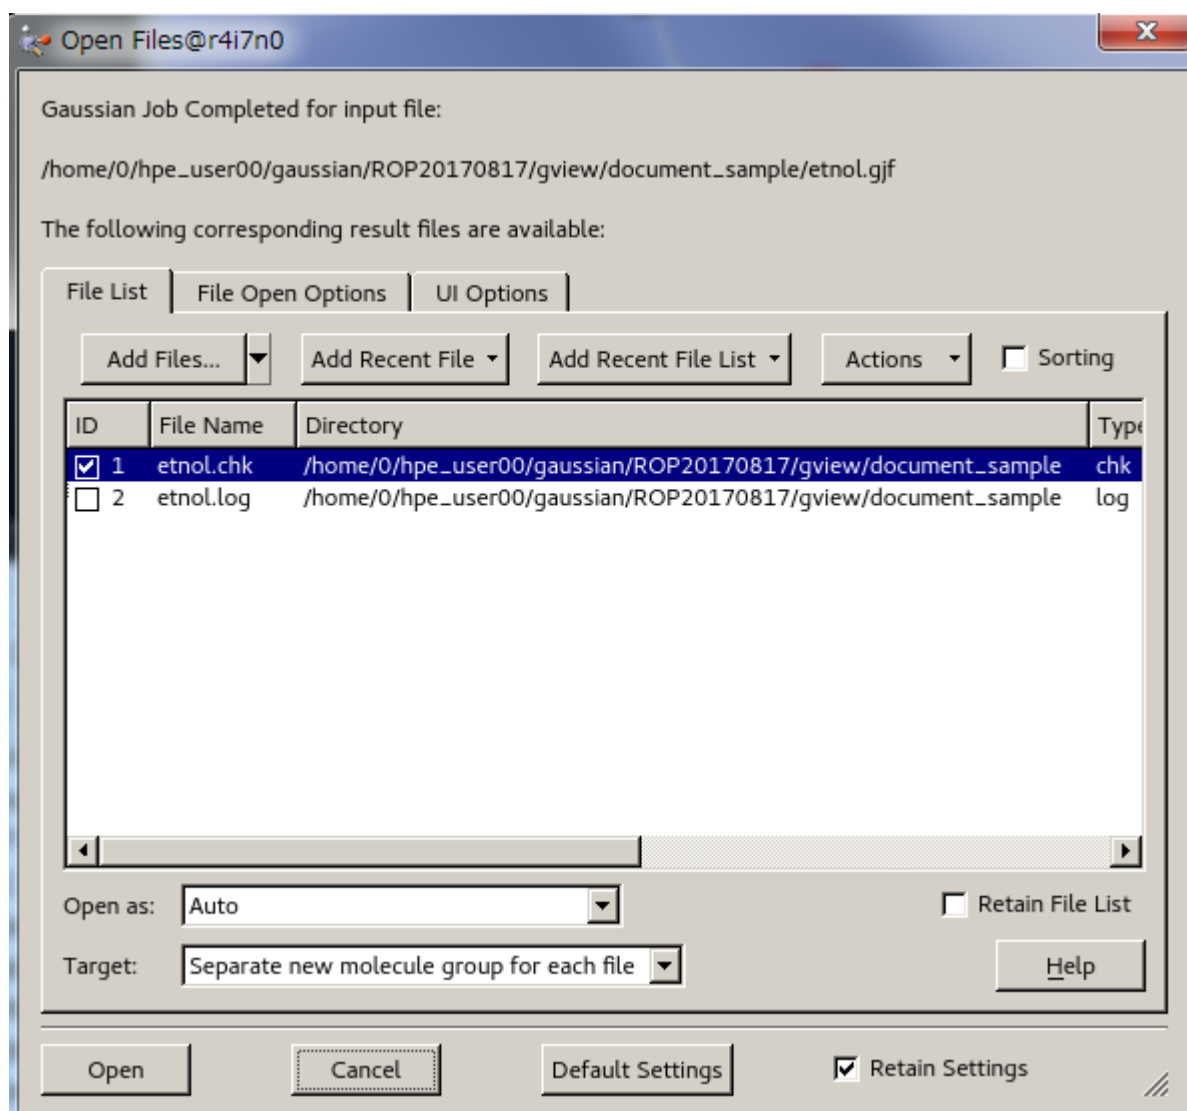 Open Files@r4i7n0
Gaussian Job Completed for input file:
/home/0/hpe_user00/gaussian/ROP20170817/gview/document_sample/etnol.gjf
The following corresponding result files are available:
File List File Open Options UI Options
Add Files... Add Recent File Add Recent File List Actions Sorting
ID File Name Directory Type
1 etnol.chk /home/0/hpe_user00/gaussian/ROP20170817/gview/document_sample chk
2 etnol.log /home/0/hpe_user00/gaussian/ROP20170817/gview/document_sample log
Open as: Auto Retain File List
Target: Separate new molecule group for each file Help
Open Cancel Default Settings Retain Settings